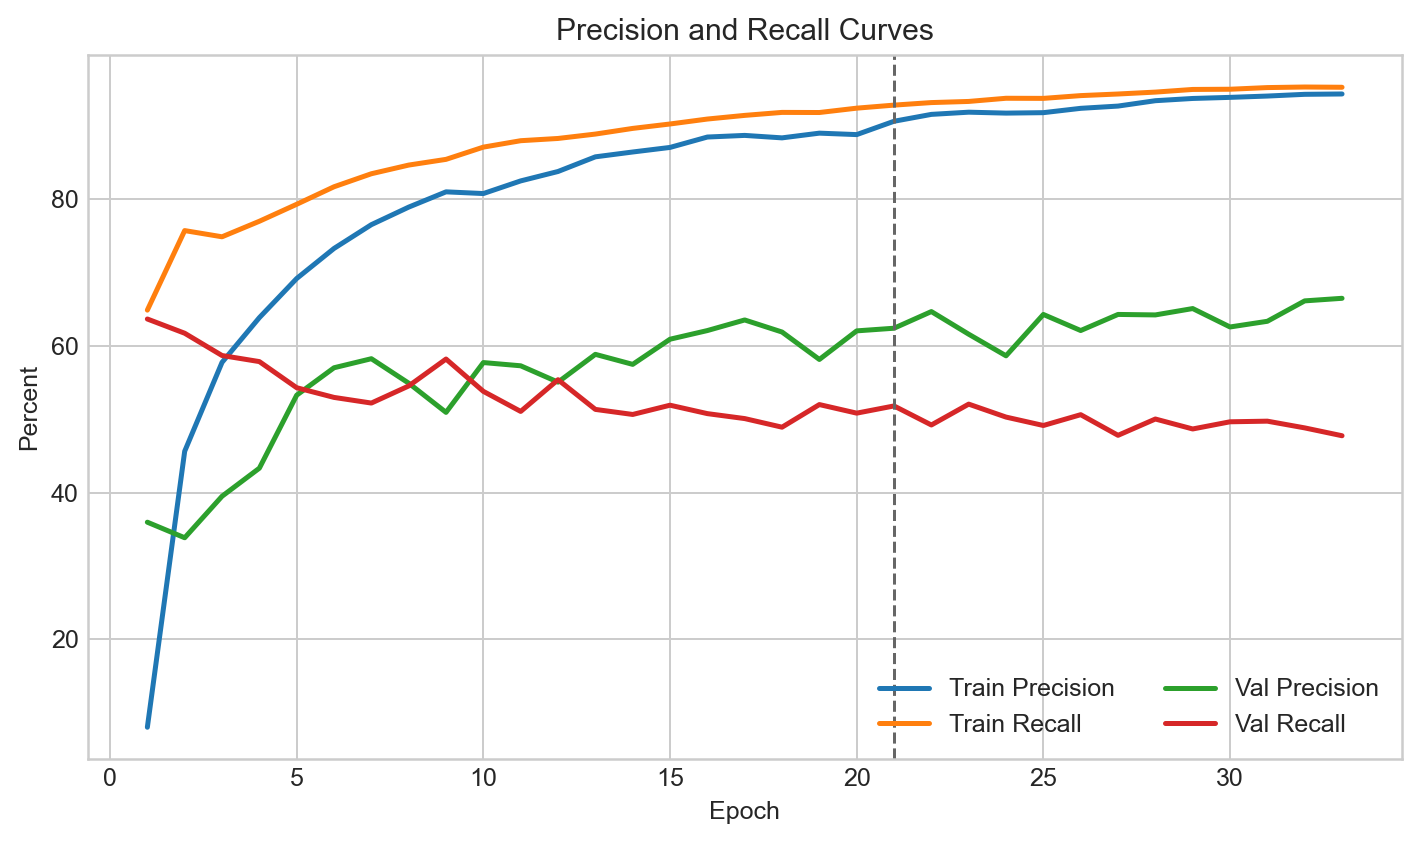 Precision and Recall Curves
80
60
40
20
Percent
0 5 10 15 20 25 30
Epoch
Train Precision
Train Recall
Val Precision
Val Recall